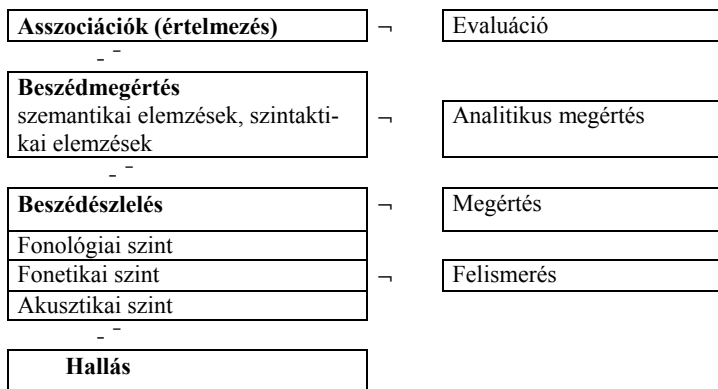 Asszociációk (értelmezés) ¬ Evaluáció
- ¯
Beszédmegértés
szemantikai elemzések, szintakti-
kai elemzések ¬ Analitikus megértés
- ¯
Beszédészlelés ¬ Megértés
Fonológiai szint
Fonetikai szint ¬ Felismerés
Akusztikai szint
- ¯
Hallás